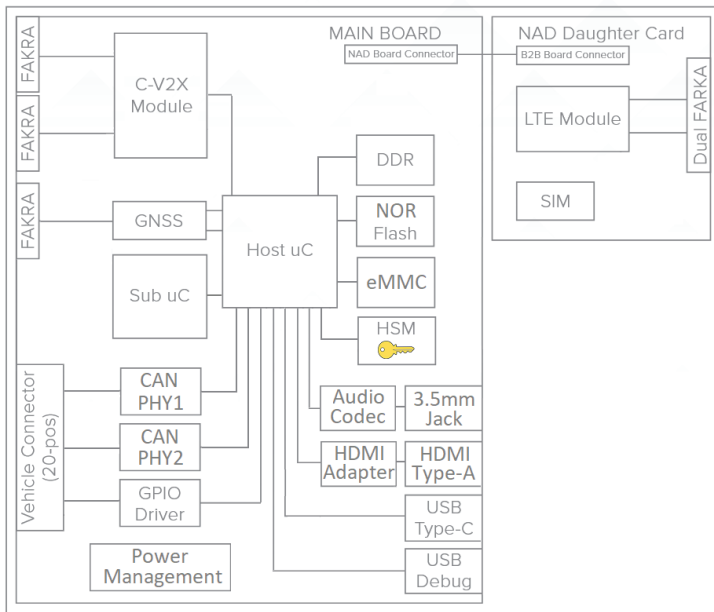 FAKRA
FAKRA
FAKRA
C-V2X
Module
MAIN BOARD
NAD Board Connector
NAD Daughter Card
B2B Board Connector
LTE Module
Dual FARKA
SIM
DDR
NOR
Flash
eMMC
HSM
GNSS
Host uC
Sub uC
Vehicle Connector
(20-pos)
CAN
PHY1
CAN
PHY2
GPIO
Driver
Power
Management
Audio
Codec
3.5mm
Jack
HDMI
Adapter
HDMI
Type-A
USB
Type-C
USB
Debug